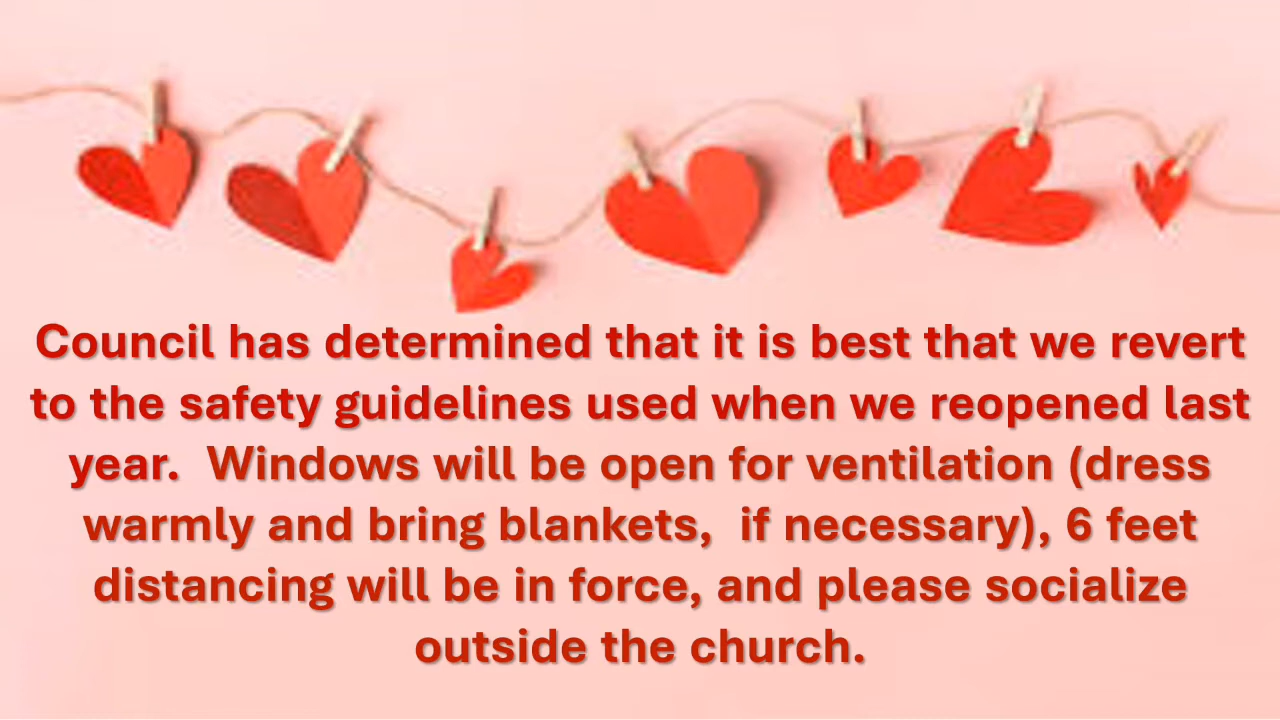 Council has determined that it is best that we revert
to the safety guidelines used when we reopened last
year.  Windows will be open for ventilation (dress
warmly and bring blankets,  if necessary), 6 feet
distancing will be in force, and please socialize
outside the church.